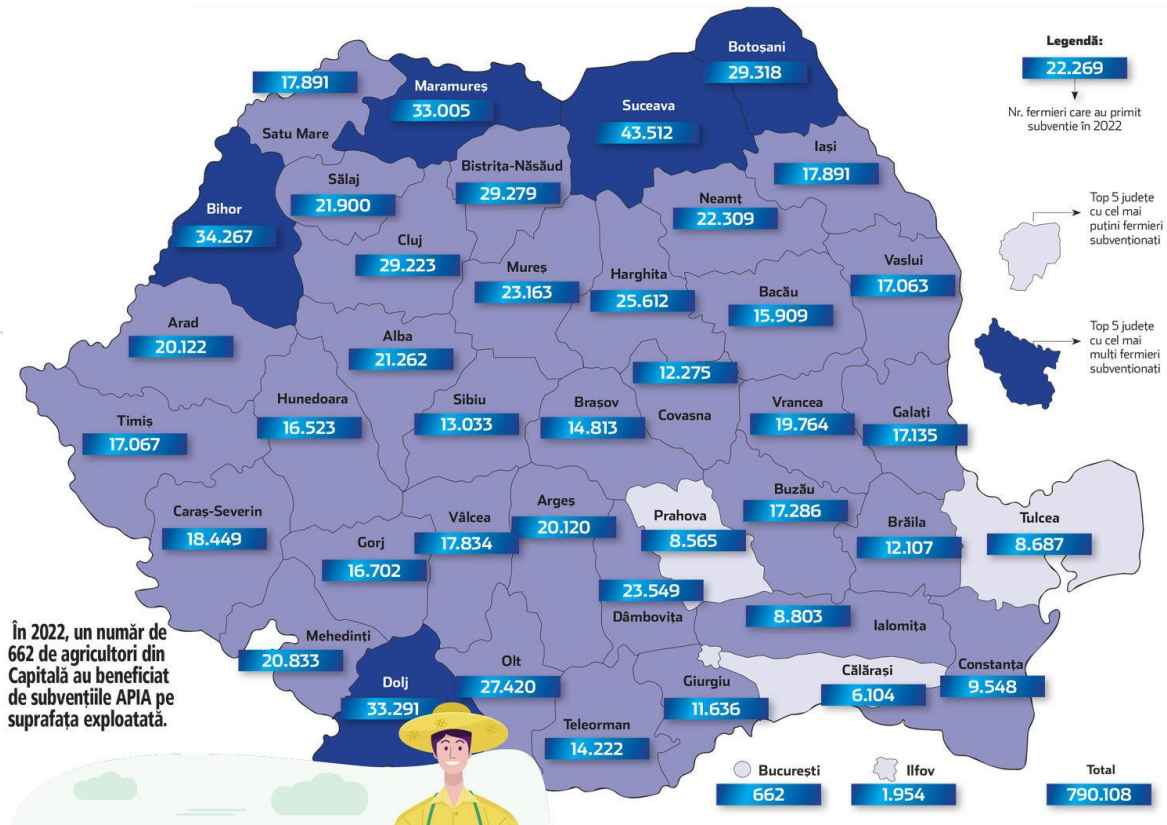 Botoșani
29.318
Legendă:
22.269
Nr. fermieri care au primit
subvenție în 2022
17.891
Satu Mare
Maramureș
33.005
Suceava
43.512
Iași
17.891
Bistrița-Năsăud
29.279
Sălaj
21.900
Neamț
22.309
Top 5 județe
cu cel mai
puțini fermieri
subvenționați
Bihor
34.267
Cluj
29.223
Mureș
23.163
Harghita
25.612
Vaslui
17.063
Bacău
15.909
Arad
20.122
Alba
21.262
Top 5 județe
cu cel mai
mulți fermieri
subvenționați
12.275
Covasna
Hunedoara
16.523
Sibiu
13.033
Brașov
14.813
Vrancea
19.764
Galați
17.135
Timiș
17.067
Caraș-Severin
18.449
Gorj
16.702
Vâlcea
17.834
Argeș
20.120
Prahova
8.565
Buzău
17.286
Brăila
12.107
Tulcea
8.687
23.549
Dâmbovița
8.803
Ialomița
În 2022, un număr de
662 de agricultori din
Capitală au beneficiat
de subvențiile APIA pe
suprafața exploatată.
Mehedinți
20.833
Dolj
33.291
Olt
27.420
Teleorman
14.222
Giurgiu
11.636
Călărași
6.104
Constanța
9.548
București
662
Ilfov
1.954
Total
790.108